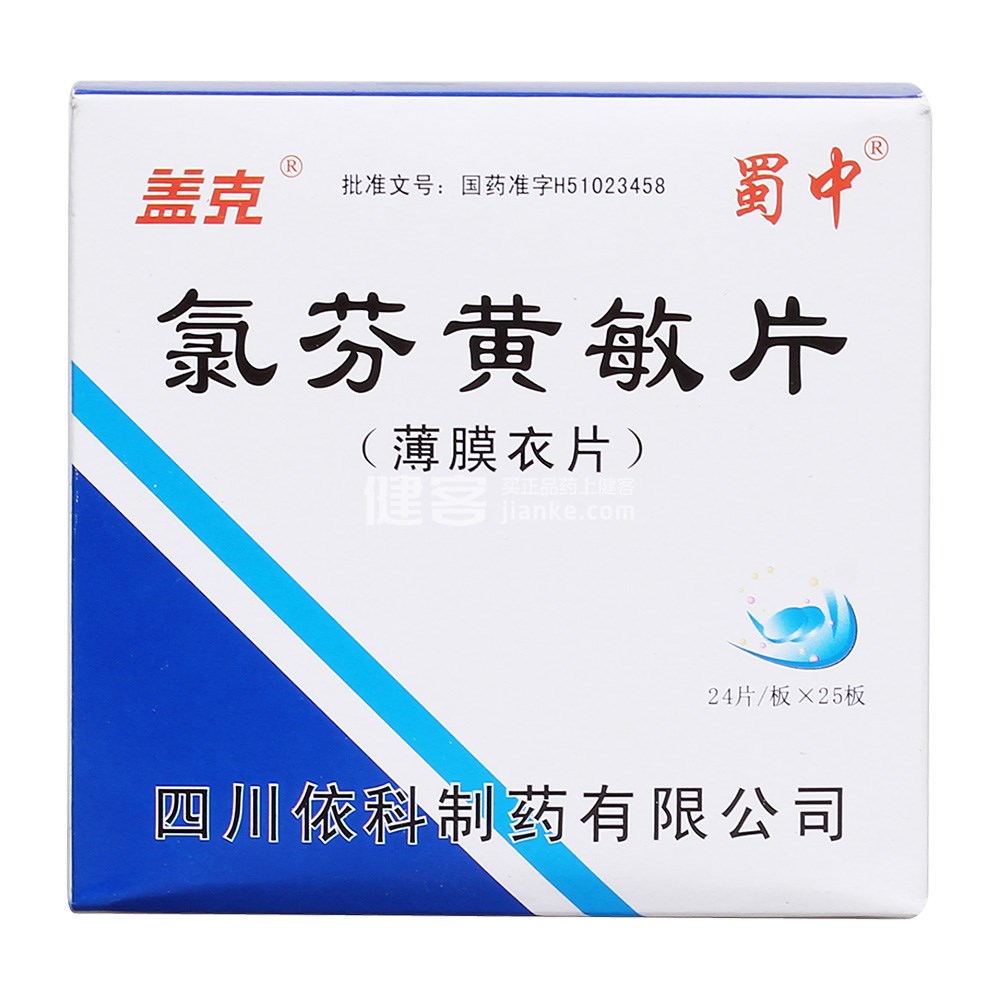 盖克®
批准文号：国药准字H51023458
蜀中®
氯芬黄敏片
（薄膜衣片）
健客 买正品药上健客
jianke.com
24片/板×25板
四川依科制药有限公司